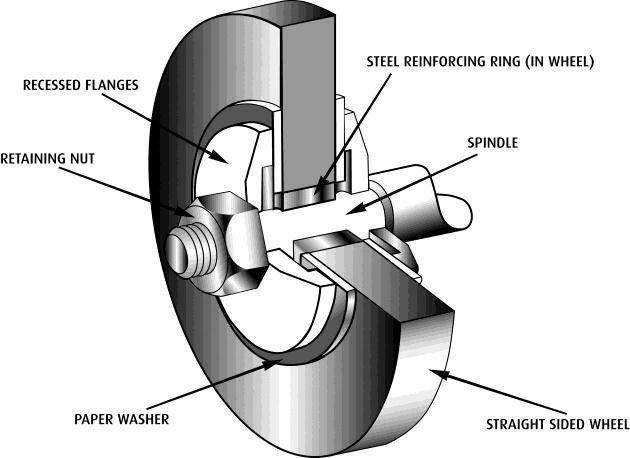 STEEL REINFORCING RING (IN WHEEL)
RECESSED FLANGES
SPINDLE
RETAINING NUT
PAPER WASHER
STRAIGHT SIDED WHEEL